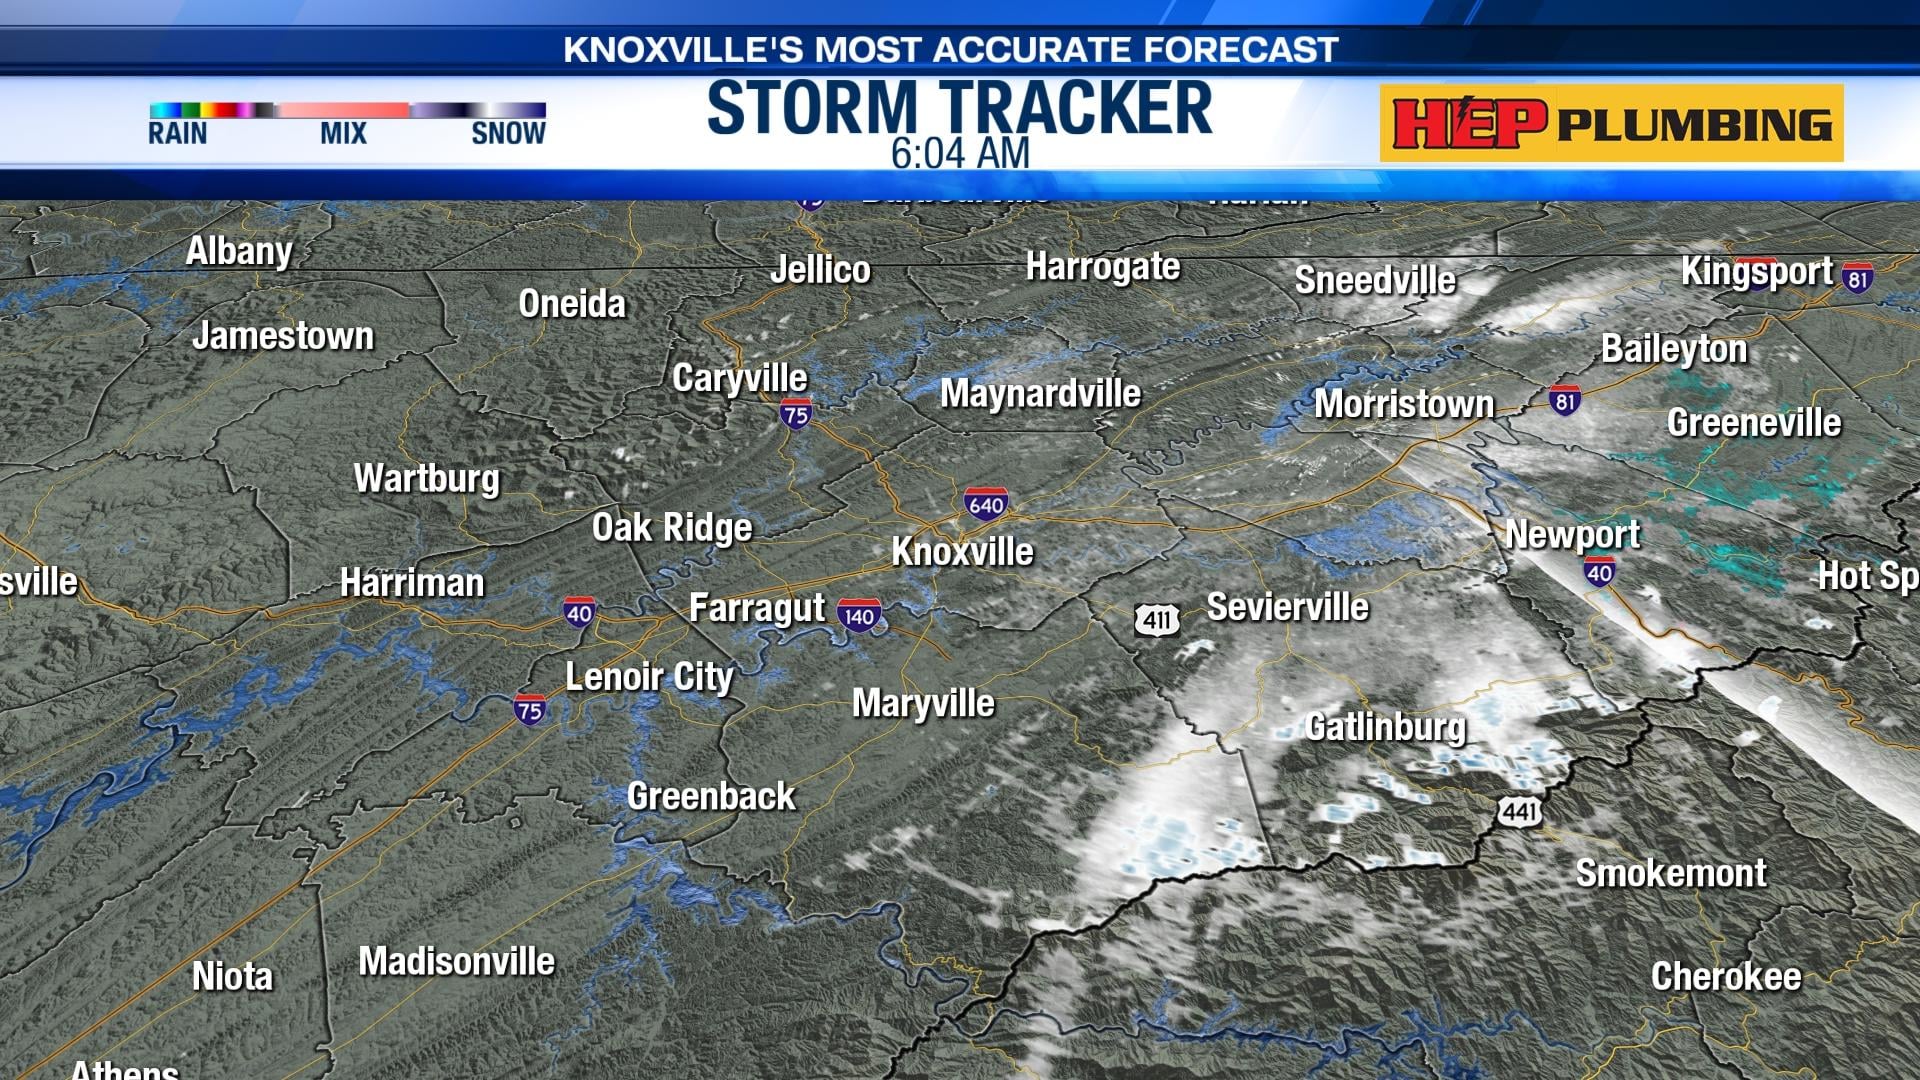 KNOXVILLE'S MOST ACCURATE FORECAST
STORM TRACKER
6:04 AM
RAIN MIX SNOW
HEP PLUMBING
Albany
Jellico
Harrogate
Sneedville
Kingsport
81
Oneida
Jamestown
Baileyton
Caryville
75
Maynardville
Morristown
81
Greeneville
Wartburg
640
Oak Ridge
Knoxville
Newport
40
Hot Sp
sville
Harriman
40
Farragut
140
411
Sevierville
Lenoir City
75
Maryville
Gatlinburg
Greenback
441
Smokemont
Niota
Madisonville
Cherokee
Athens